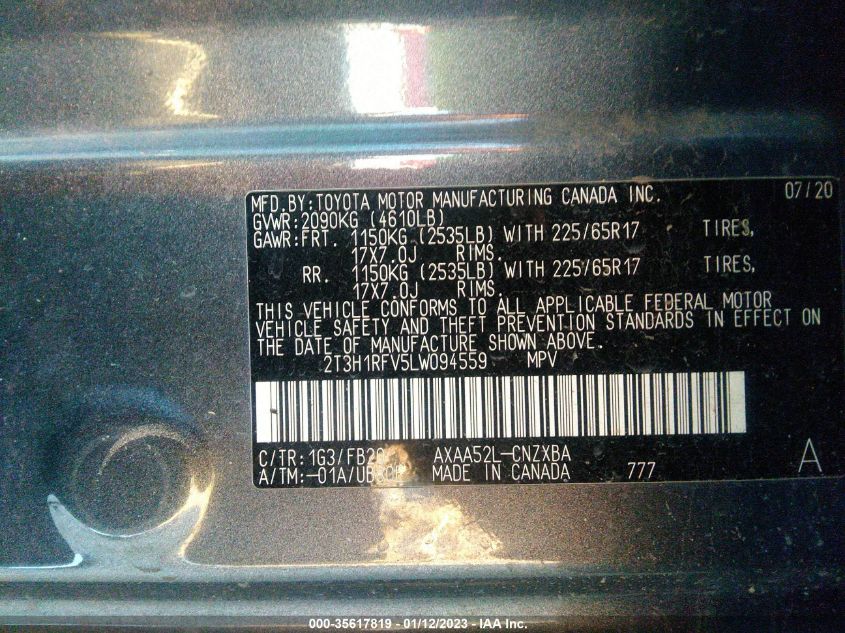 MFD.BY:TOYOTA MOTOR MANUFACTURING CANADA INC. 07/20
GVWR:2090KG (4610LB)
GAWR:FRT. 1150KG (2535LB) WITH 225/65R17 TIRES,
17X7.0J RIMS.
RR. 1150KG (2535LB) WITH 225/65R17 TIRES,
17X7.0J RIMS.
THIS VEHICLE CONFORMS TO ALL APPLICABLE FEDERAL MOTOR
VEHICLE SAFETY AND THEFT PREVENTION STANDARDS IN EFFECT ON
THE DATE OF MANUFACTURE SHOWN ABOVE.
2T3H1RFV5LW094559 MPV
C/TR:1G3/FB20 AXAA52L-CNZXBA
A/TM:-01A/ MADE IN CANADA 777 A
000-35617819 - 01/12/2023 - IAA Inc.